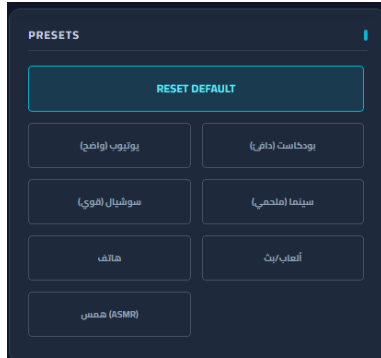 PRESETS
RESET DEFAULT
بودكاست (دافئ)
يوتيوب (واضح)
سينما (ملحمي)
سوشيال (قوي)
ألعاب/بث
هاتف
همس (ASMR)